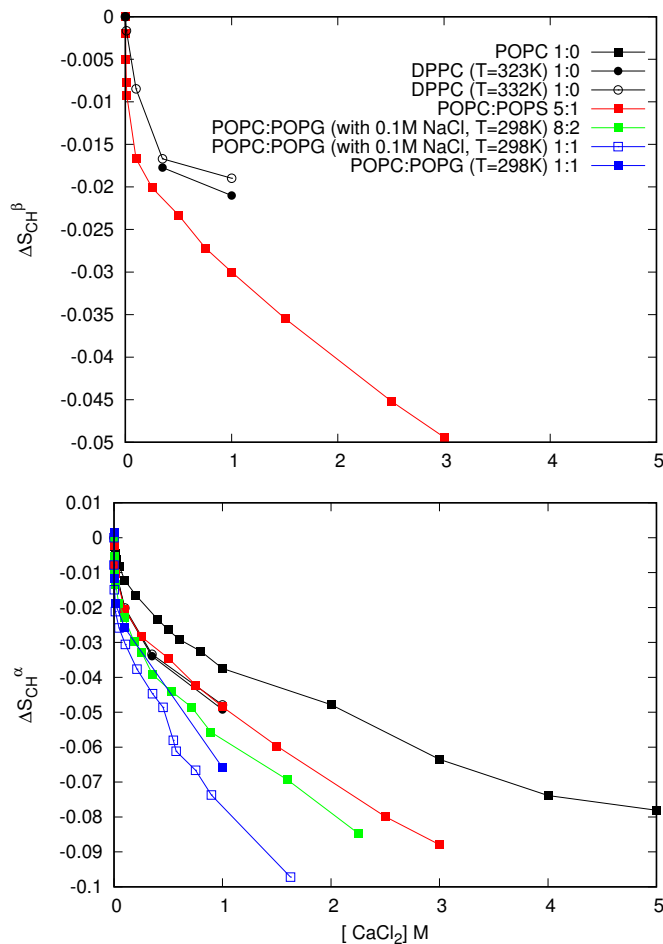 0
-0.005
-0.01
-0.015
-0.02
-0.025
-0.03
-0.035
-0.04
-0.045
-0.05
ΔS_CH^β
POPC 1:0
DPPC (T=323K) 1:0
DPPC (T=332K) 1:0
POPC:POPS 5:1
POPC:POPG (with 0.1M NaCl, T=298K) 8:2
POPC:POPG (with 0.1M NaCl, T=298K) 1:1
POPC:POPG (T=298K) 1:1
0 1 2 3 4 5
0.01
0
-0.01
-0.02
-0.03
-0.04
-0.05
-0.06
-0.07
-0.08
-0.09
-0.1
ΔS_CH^α
0 1 2 3 4 5
[ CaCl₂] M